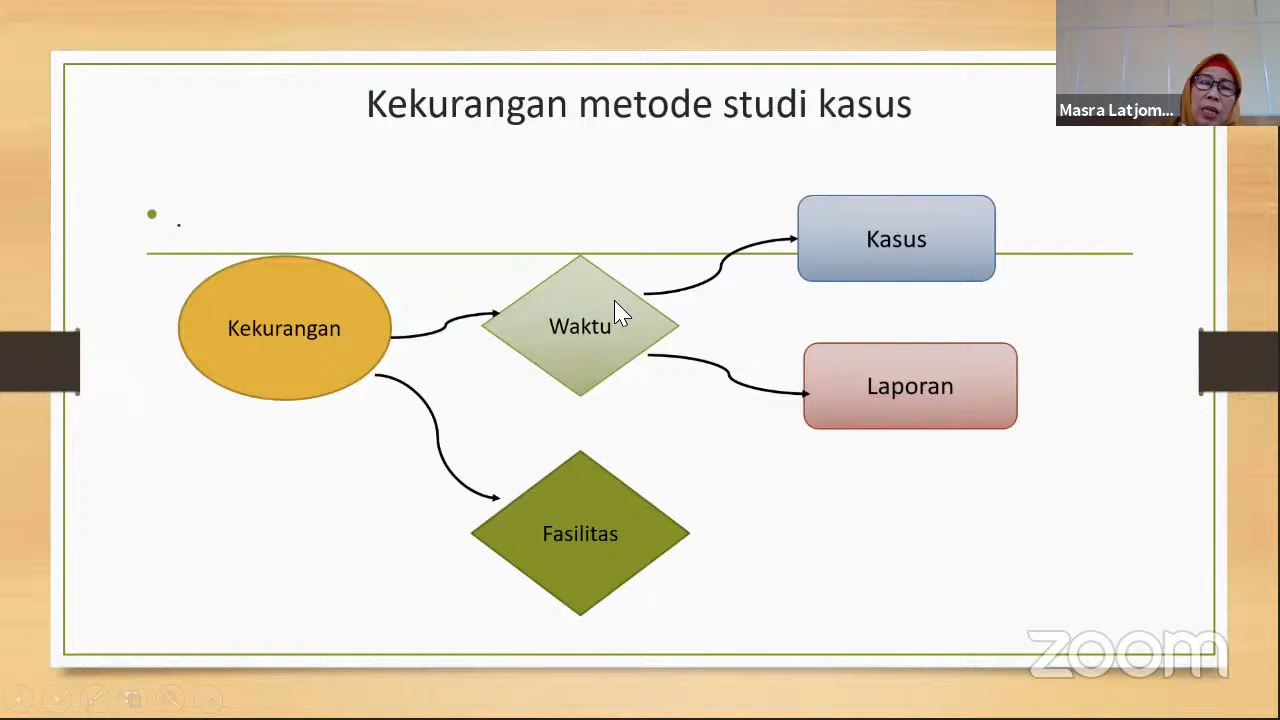 Kekurangan metode studi kasus
Masra Latjom...
.
Kasus
Kekurangan
Waktu
Laporan
Fasilitas
zoom